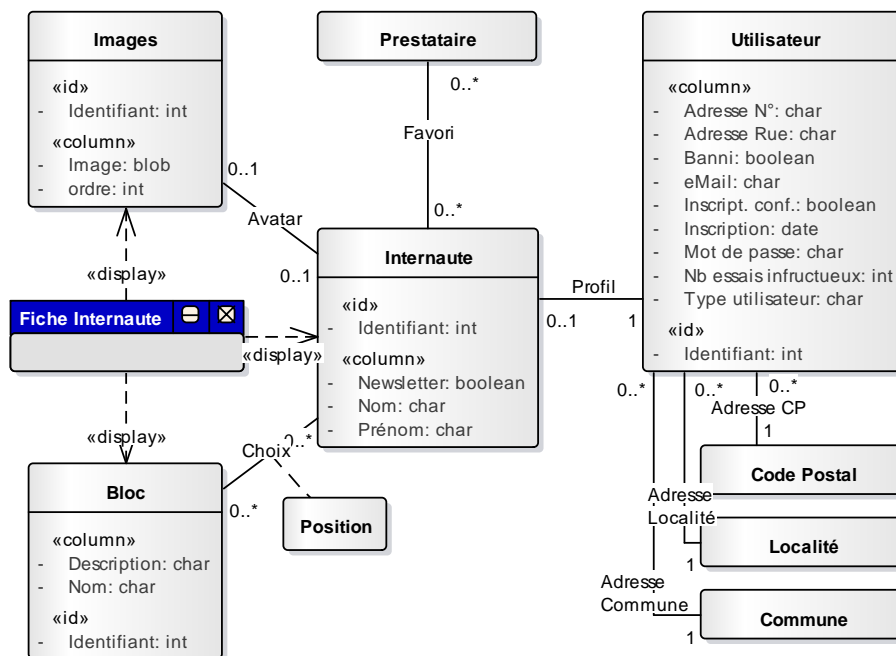 Images
«id»
- Identifiant: int
«column»
- Image: blob
- ordre: int
Prestataire
0..*
Favori
0..*
Utilisateur
«column»
- Adresse N°: char
- Adresse Rue: char
- Banni: boolean
- eMail: char
- Inscript. conf.: boolean
- Inscription: date
- Mot de passe: char
- Nb essais infructueux: int
- Type utilisateur: char
«id»
- Identifiant: int
0..1
Avatar
0..1
Internaute
«id»
- Identifiant: int
«column»
- Newsletter: boolean
- Nom: char
- Prénom: char
Profil
0..1
1
«display»
Fiche Internaute
«display»
«display»
Choix
0..*
0..*
Bloc
«column»
- Description: char
- Nom: char
«id»
- Identifiant: int
Position
0..*
0..*
0..*
Adresse CP
1
Code Postal
Adresse
Localité
1
Localité
Adresse
Commune
1
Commune